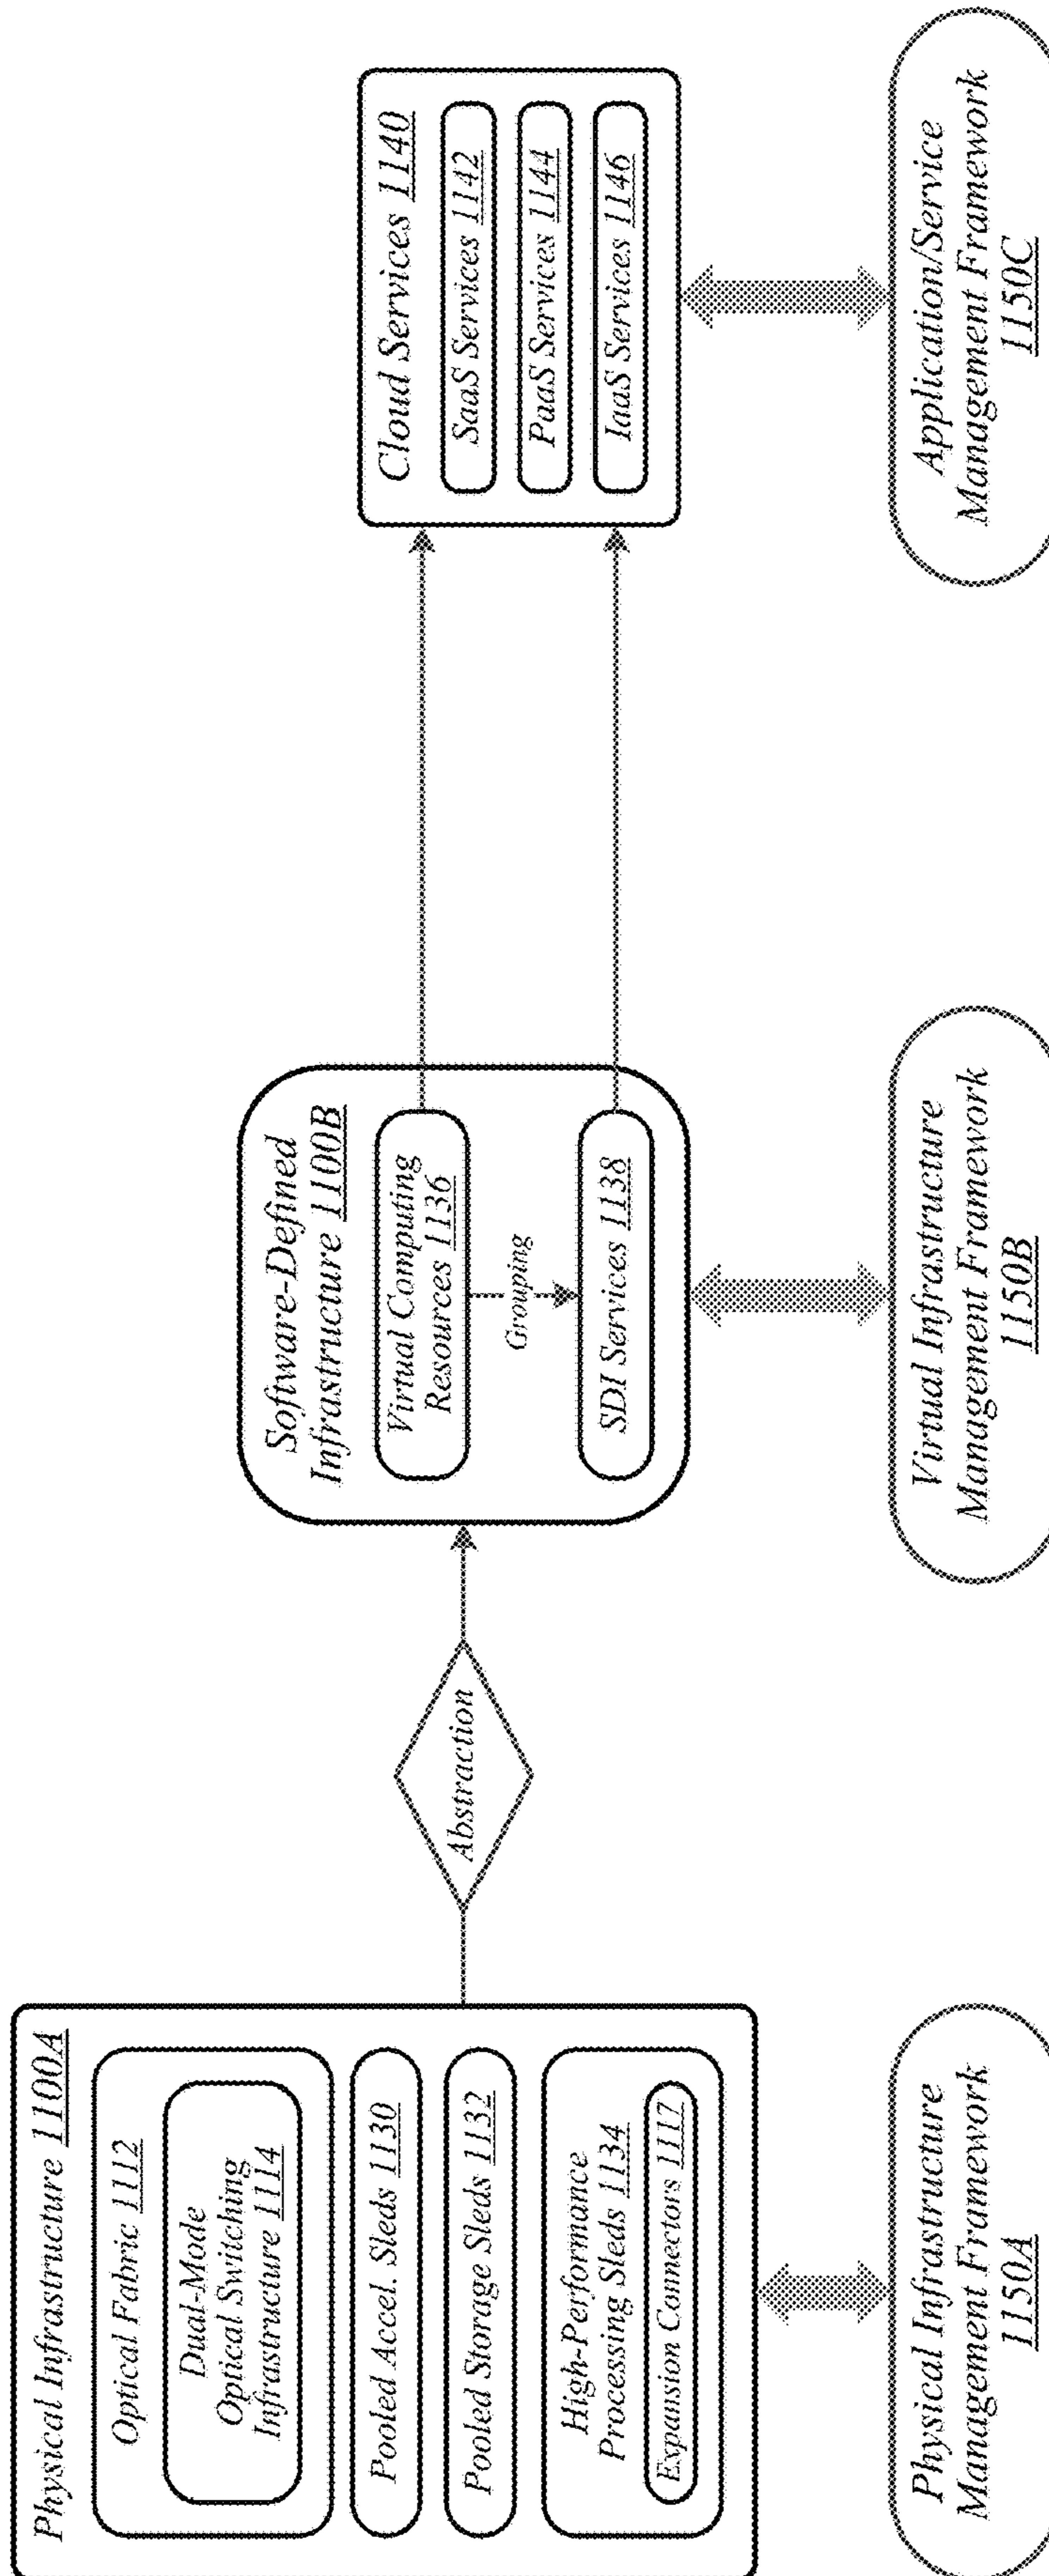 Physical Infrastructure 1100A
Optical Fabric 1112
Dual-Mode
Optical Switching
Infrastructure 1114
Pooled Accel. Sleds 1130
Pooled Storage Sleds 1132
High-Performance
Processing Sleds 1134
Expansion Connectors 1117
Physical Infrastructure
Management Framework
1150A
Abstraction
Software-Defined
Infrastructure 1100B
Virtual Computing
Resources 1136
Grouping
SDI Services 1138
Virtual Infrastructure
Management Framework
1150B
Cloud Services 1140
SaaS Services 1142
PaaS Services 1144
IaaS Services 1146
Application/Service
Management Framework
1150C